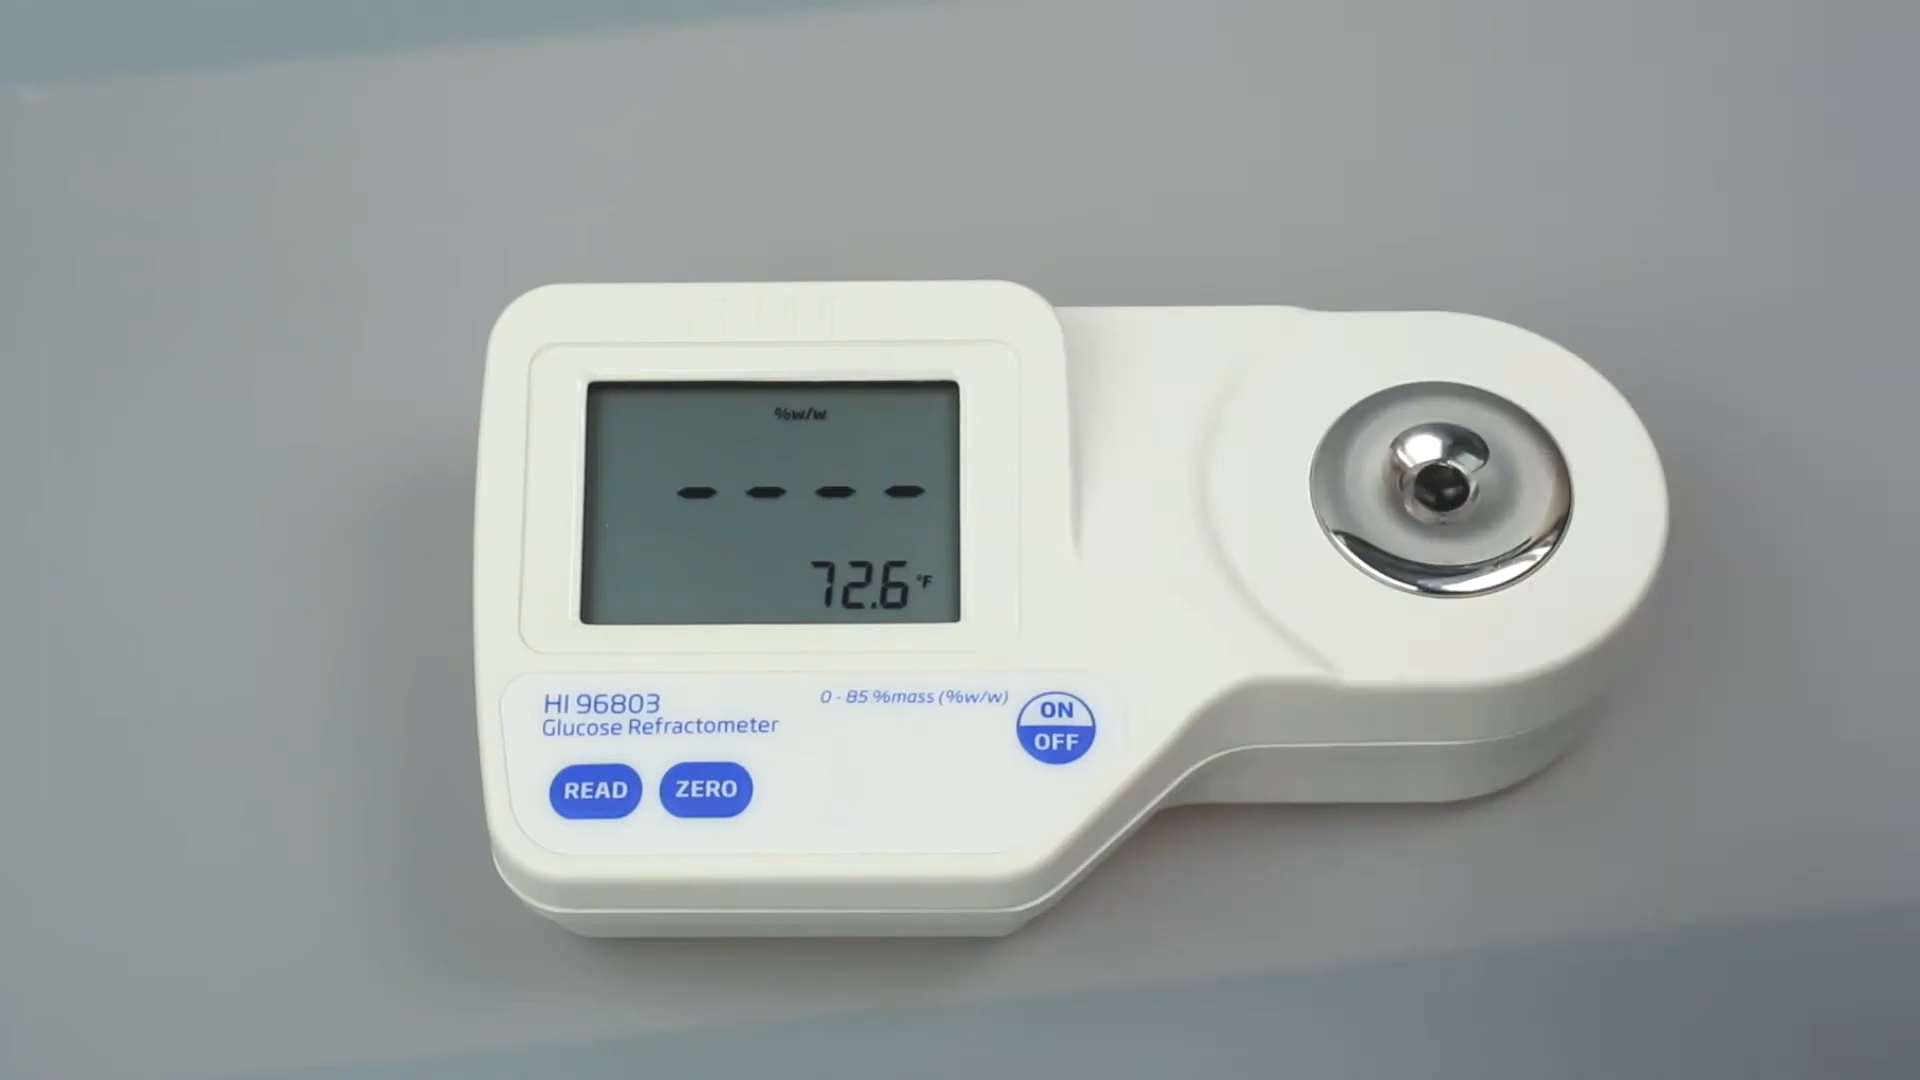 %w/w
- - - -
72.6°F
HI 96803
Glucose Refractometer
0 - 85 %mass (%w/w)
ON
OFF
READ
ZERO